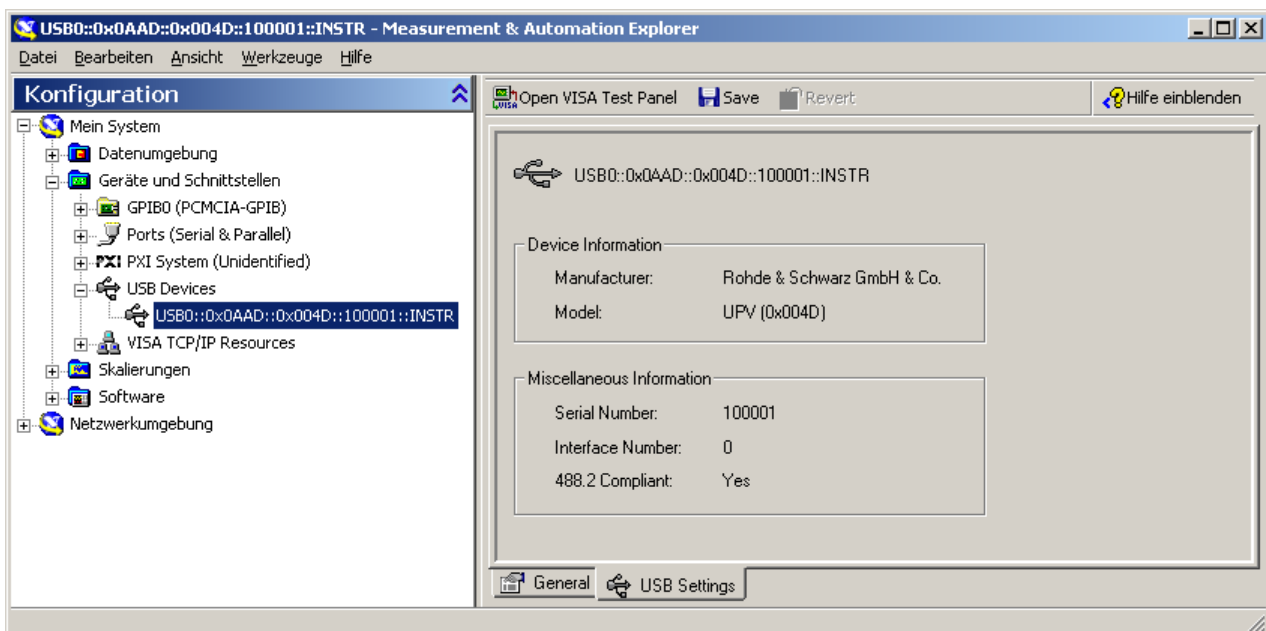 USB0::0x0AAD::0x004D::100001::INSTR - Measurement & Automation Explorer
Datei Bearbeiten Ansicht Werkzeuge Hilfe
Konfiguration
Mein System
Datenumgebung
Geräte und Schnittstellen
GPIB0 (PCMCIA-GPIB)
Ports (Serial & Parallel)
PXI PXI System (Unidentified)
USB Devices
USB0::0x0AAD::0x004D::100001::INSTR
VISA TCP/IP Resources
Skalierungen
Software
Netzwerkumgebung
VISA Open VISA Test Panel Save Revert Hilfe einblenden
USB0::0x0AAD::0x004D::100001::INSTR
Device Information
Manufacturer: Rohde & Schwarz GmbH & Co.
Model: UPV (0x004D)
Miscellaneous Information
Serial Number: 100001
Interface Number: 0
488.2 Compliant: Yes
General USB Settings